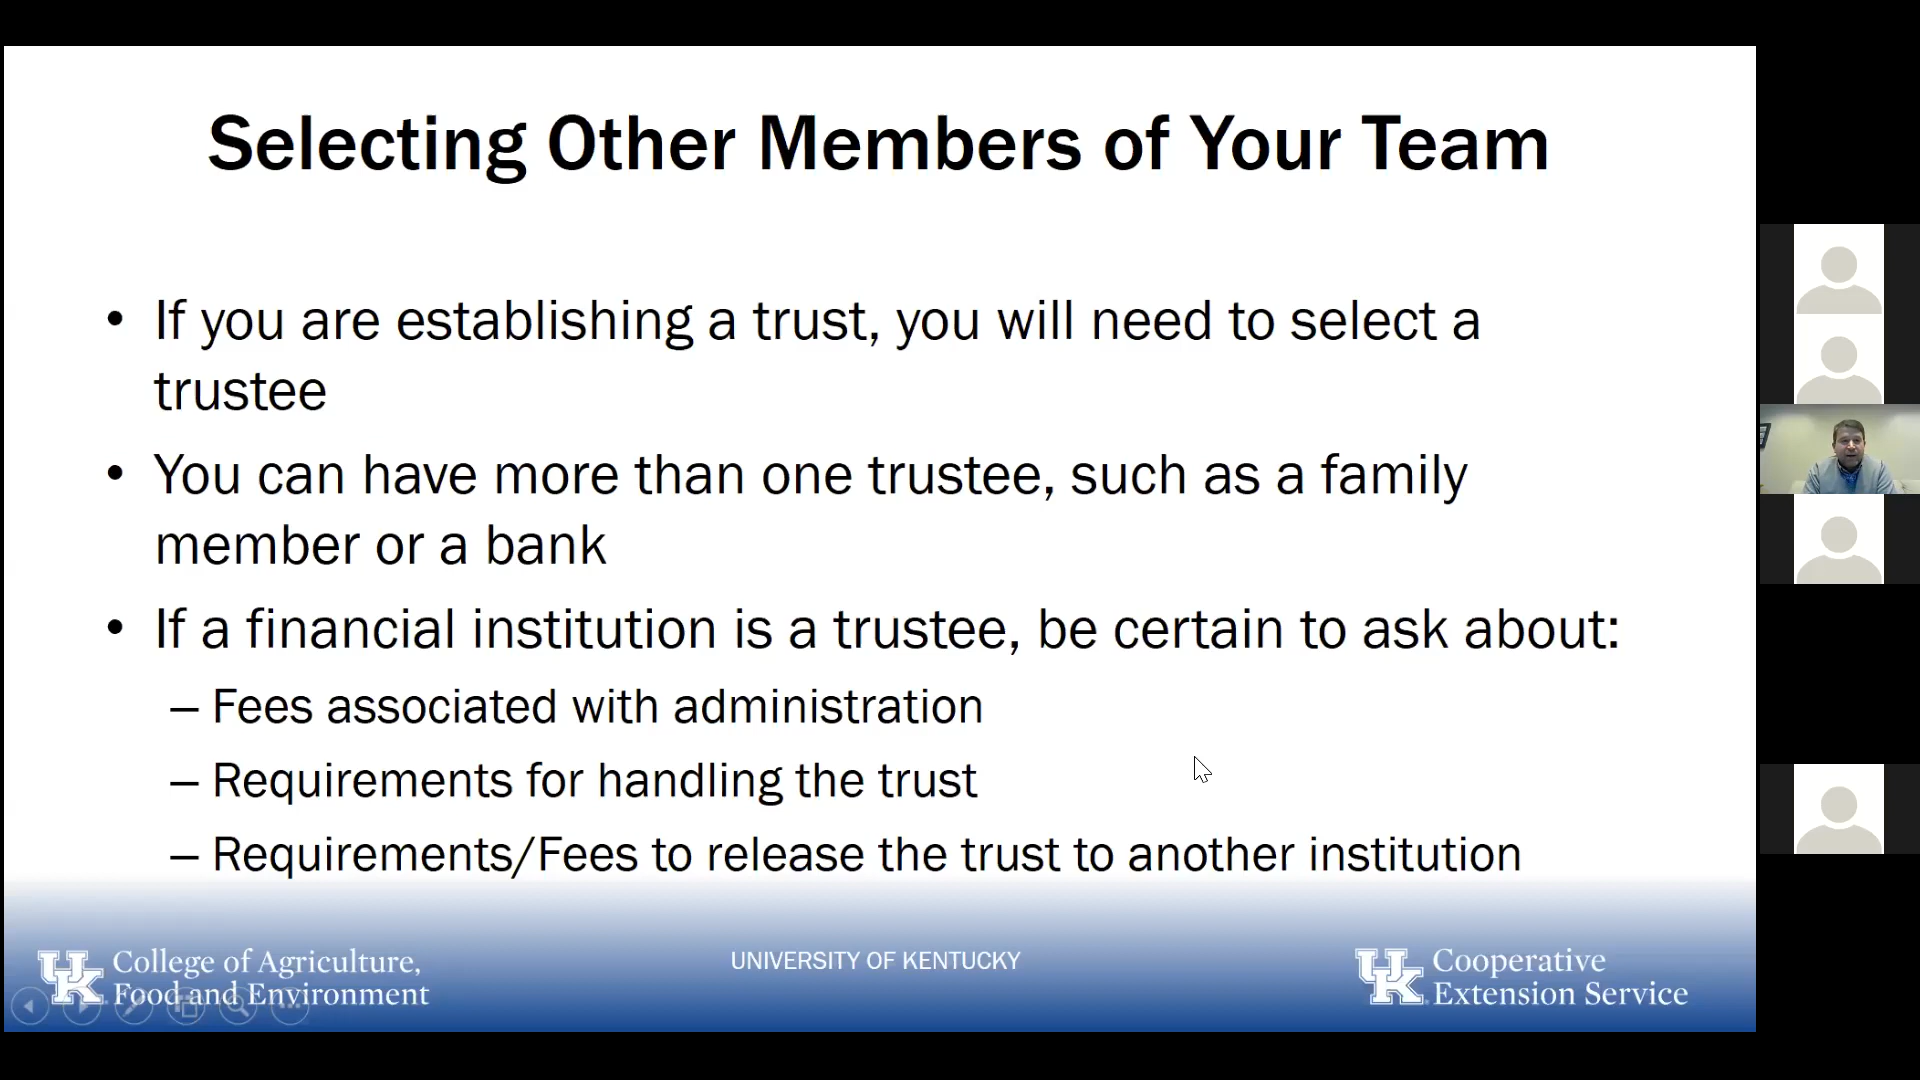 Selecting Other Members of Your Team
• If you are establishing a trust, you will need to select a
trustee
• You can have more than one trustee, such as a family
member or a bank
• If a financial institution is a trustee, be certain to ask about:
– Fees associated with administration
– Requirements for handling the trust
– Requirements/Fees to release the trust to another institution
UK College of Agriculture,
Food and Environment
UNIVERSITY OF KENTUCKY
UK Cooperative
Extension Service